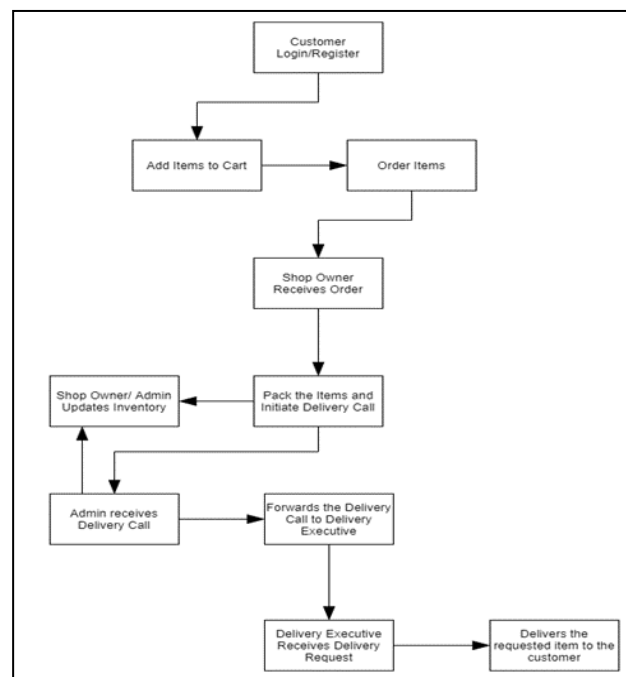 Customer
Login/Register
Add Items to Cart
Order Items
Shop Owner
Receives Order
Shop Owner/ Admin
Updates Inventory
Pack the Items and
Initiate Delivery Call
Admin receives
Delivery Call
Forwards the Delivery
Call to Delivery
Executive
Delivery Executive
Receives Delivery
Request
Delivers the
requested item to the
customer